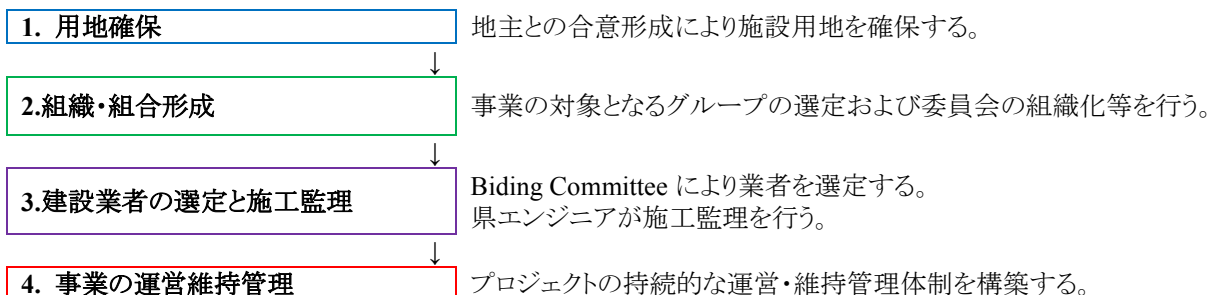 1. 用地確保
地主との合意形成により施設用地を確保する。
↓
2.組織・組合形成
事業の対象となるグループの選定および委員会の組織化等を行う。
↓
3.建設業者の選定と施工監理
Biding Committee により業者を選定する。
県エンジニアが施工監理を行う。
↓
4. 事業の運営維持管理
プロジェクトの持続的な運営・維持管理体制を構築する。